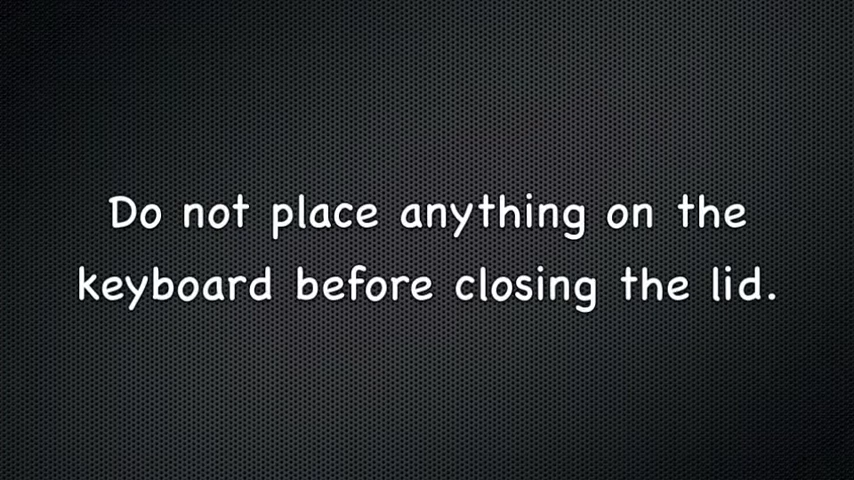 Do not place anything on the
keyboard before closing the lid.